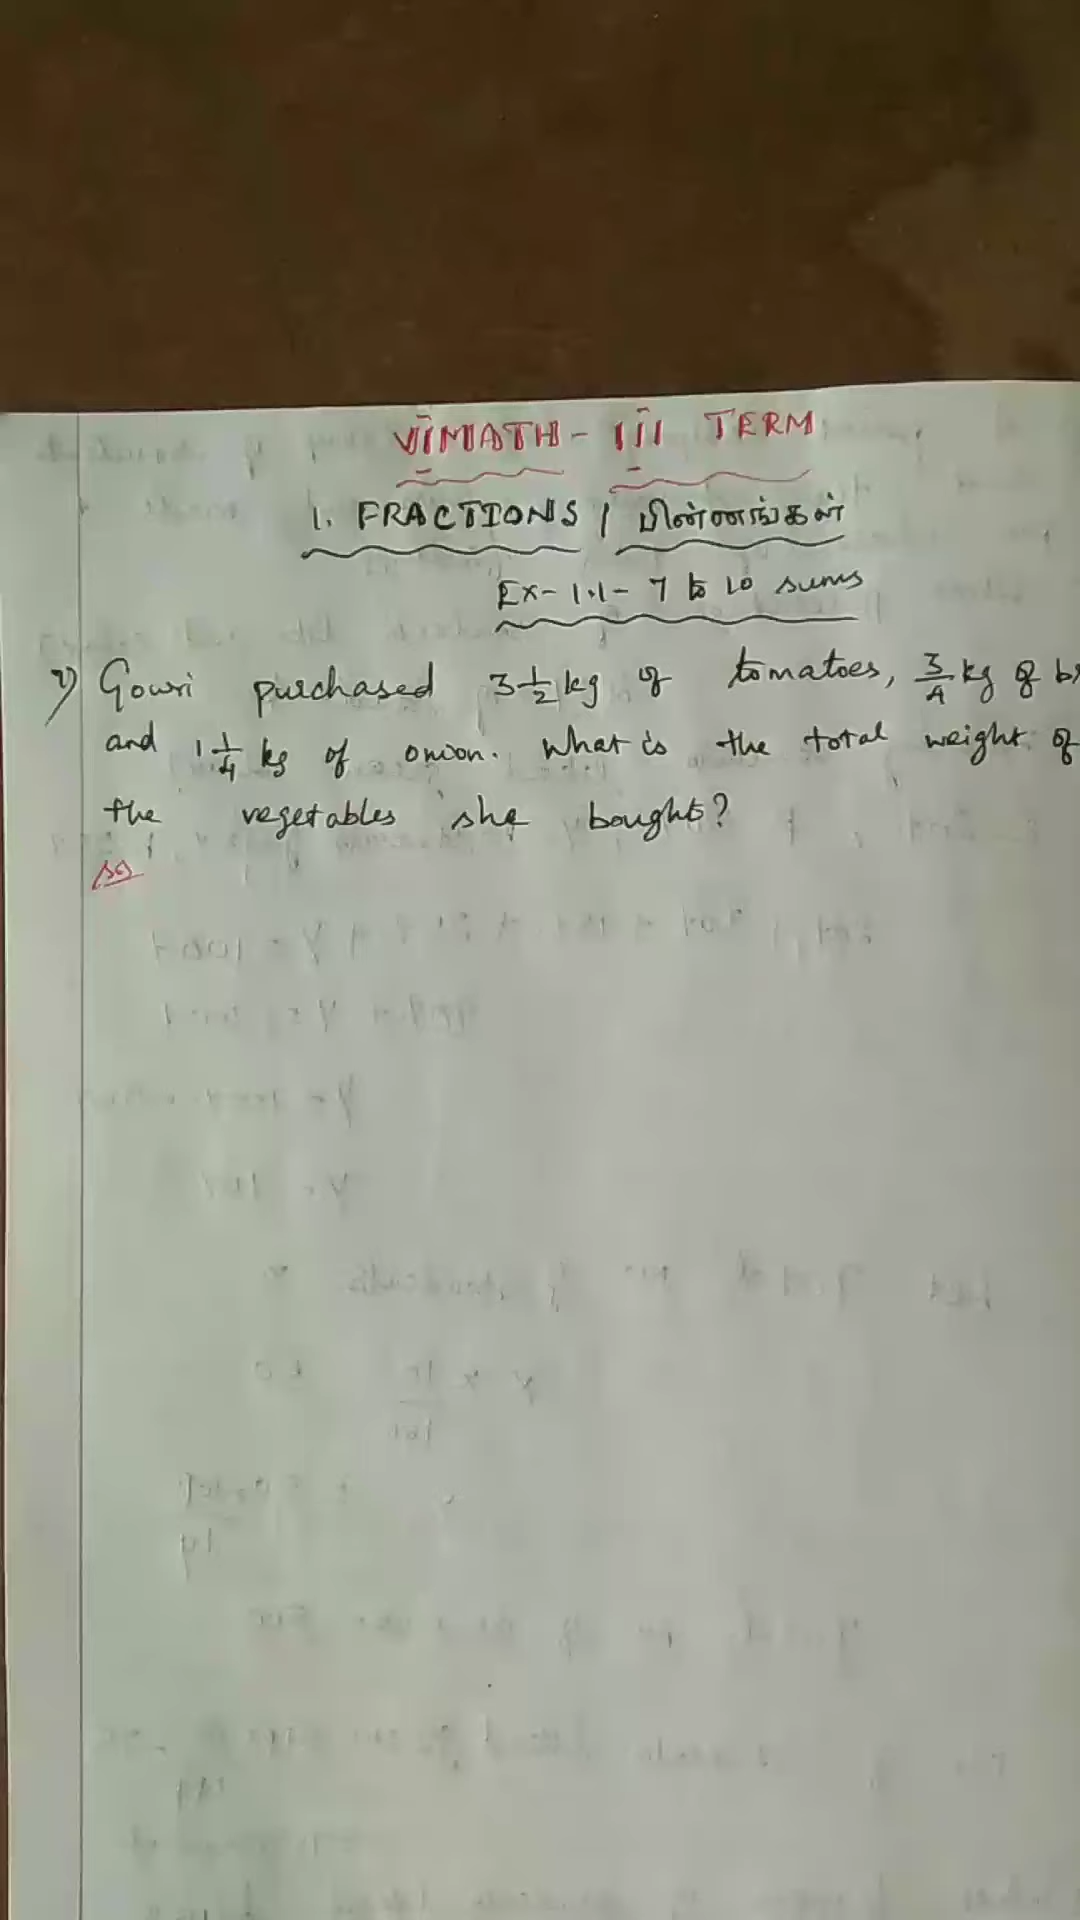 VI MATH - III TERM
1. FRACTIONS / பின்னங்கள்
Ex- 1.1- 7 to 10 sums
7) Gowri purchased 3 1/2 kg of tomatoes, 3/4 kg of br
and 1 1/4 kg of onion. What is the total weight of
the vegetables she bought?